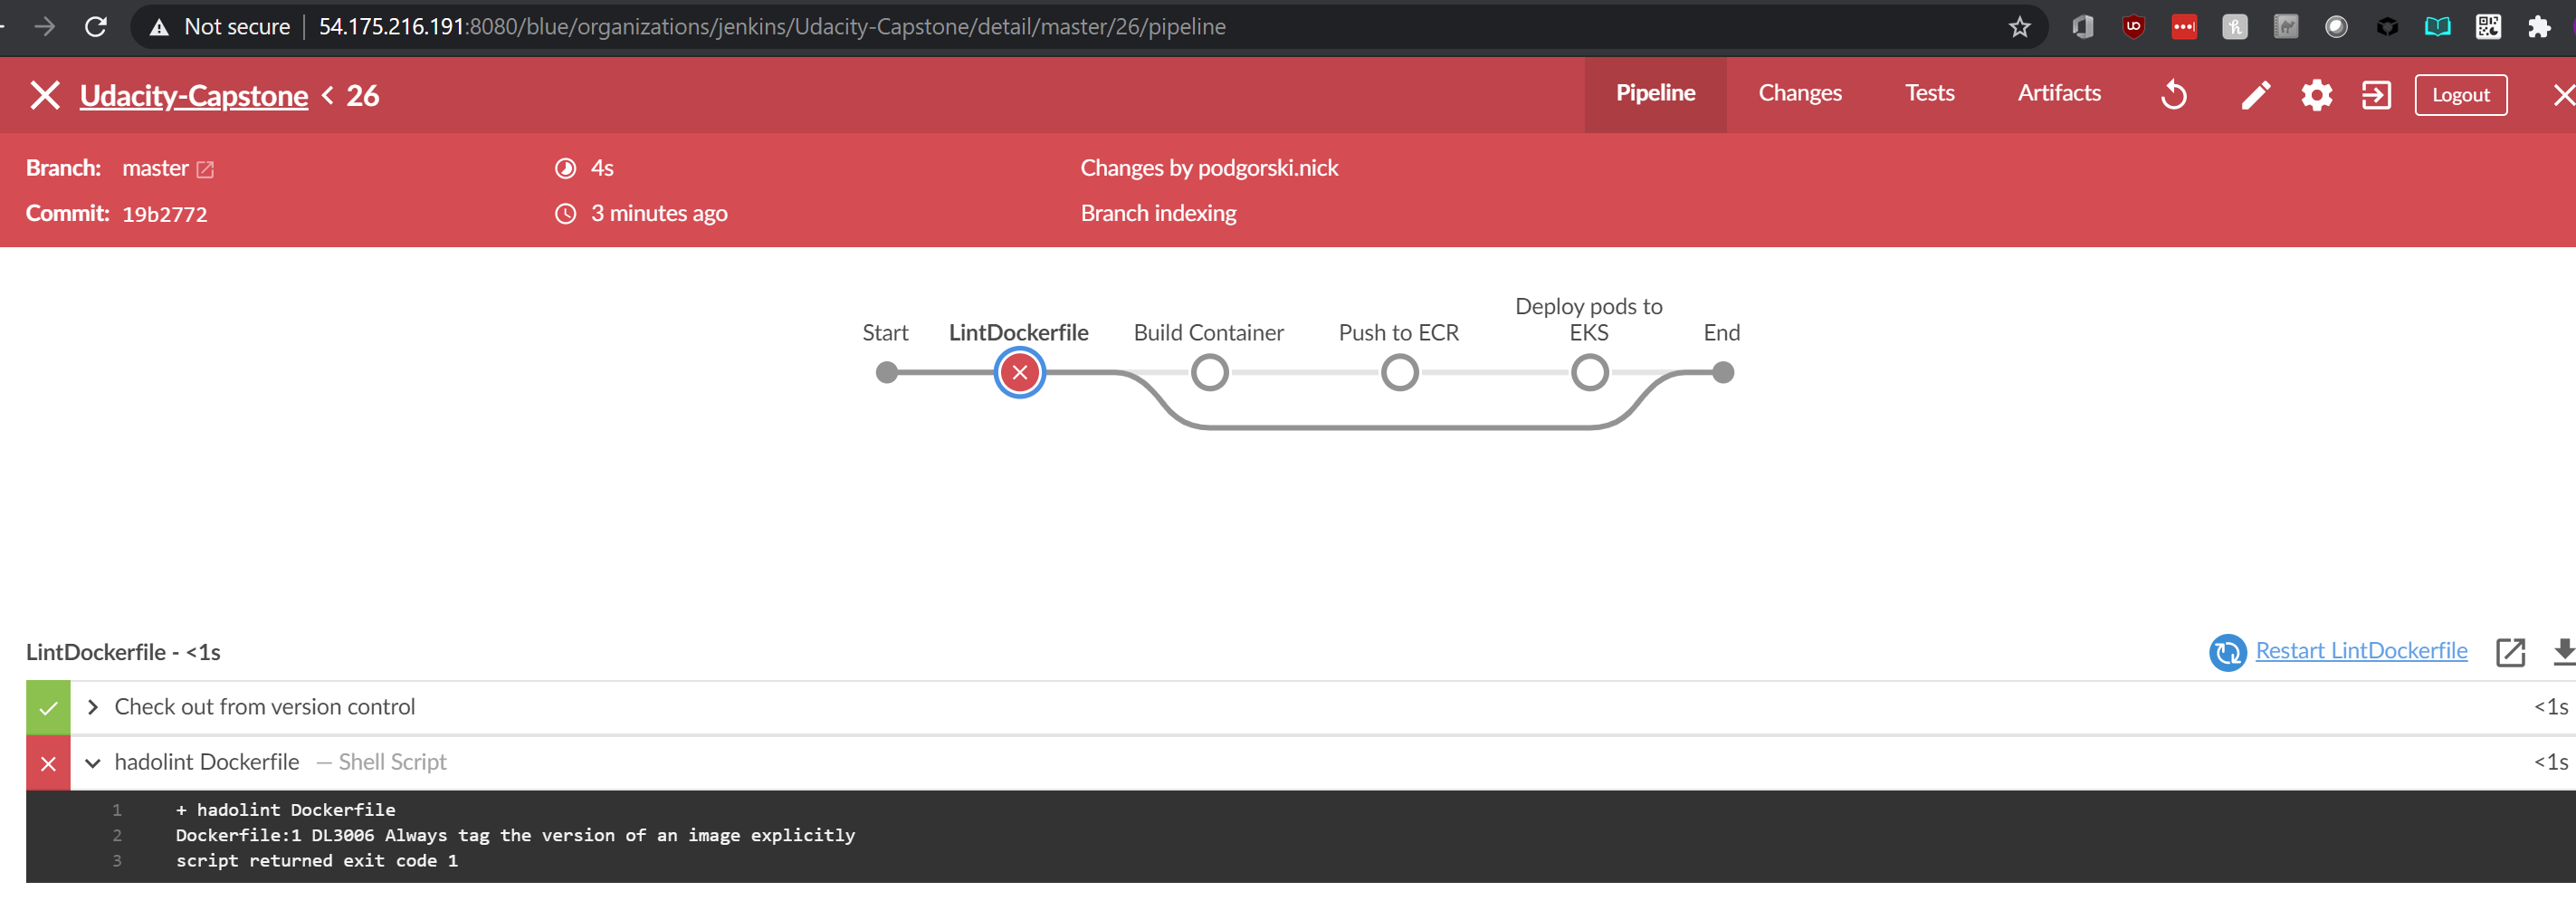 Not secure | 54.175.216.191:8080/blue/organizations/jenkins/Udacity-Capstone/detail/master/26/pipeline
Udacity-Capstone < 26
Pipeline Changes Tests Artifacts Logout
Branch: master 4s Changes by podgorski.nick
Commit: 19b2772 3 minutes ago Branch indexing
Deploy pods to
Start LintDockerfile Build Container Push to ECR EKS End
LintDockerfile - <1s Restart LintDockerfile
Check out from version control <1s
hadolint Dockerfile — Shell Script <1s
1 + hadolint Dockerfile
2 Dockerfile:1 DL3006 Always tag the version of an image explicitly
3 script returned exit code 1